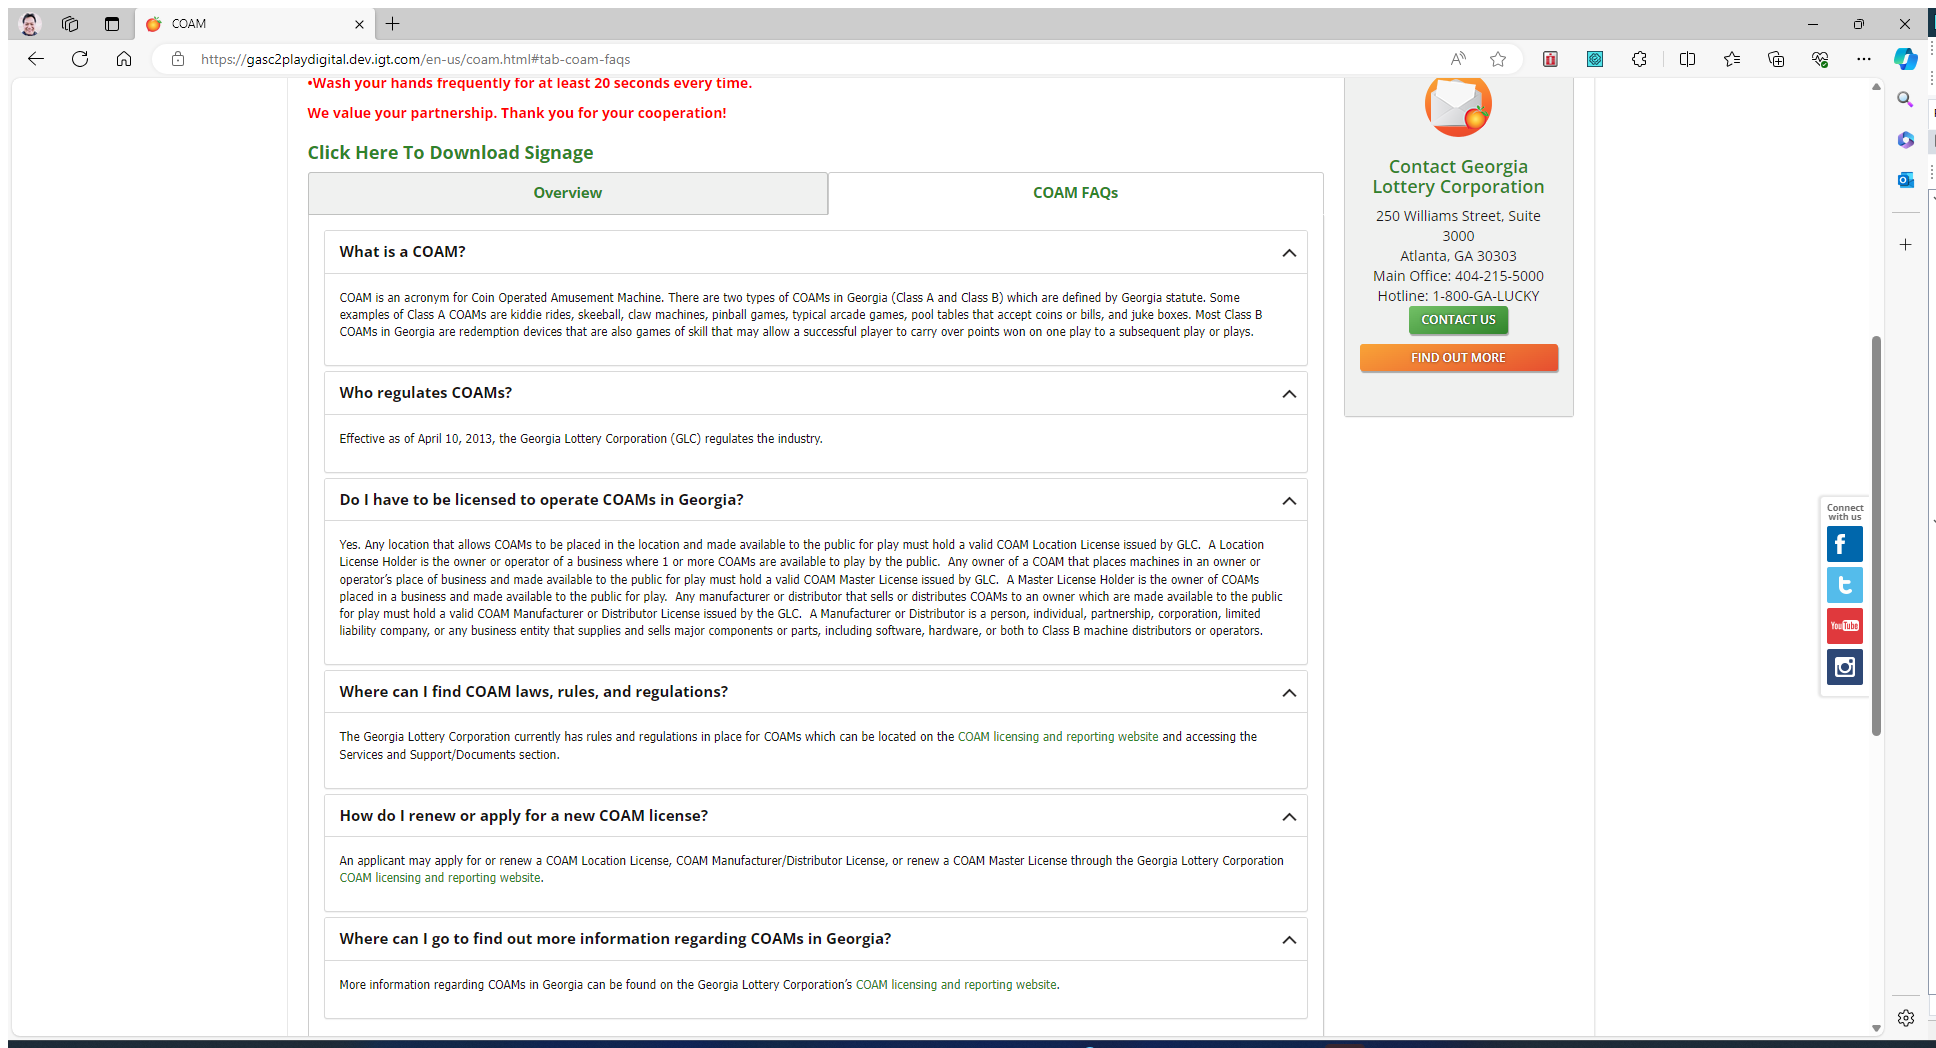 COAM
https://gasc2playdigital.dev.igt.com/en-us/coam.html#tab-coam-faqs
•Wash your hands frequently for at least 20 seconds every time.
We value your partnership. Thank you for your cooperation!
Click Here To Download Signage
Overview
COAM FAQs
What is a COAM?
COAM is an acronym for Coin Operated Amusement Machine. There are two types of COAMs in Georgia (Class A and Class B) which are defined by Georgia statute. Some
examples of Class A COAMs are kiddie rides, skeeball, claw machines, pinball games, typical arcade games, pool tables that accept coins or bills, and juke boxes. Most Class B
COAMs in Georgia are redemption devices that are also games of skill that may allow a successful player to carry over points won on one play to a subsequent play or plays.
Who regulates COAMs?
Effective as of April 10, 2013, the Georgia Lottery Corporation (GLC) regulates the industry.
Do I have to be licensed to operate COAMs in Georgia?
Yes. Any location that allows COAMs to be placed in the location and made available to the public for play must hold a valid COAM Location License issued by GLC.  A Location
License Holder is the owner or operator of a business where 1 or more COAMs are available to play by the public.  Any owner of a COAM that places machines in an owner or
operator’s place of business and made available to the public for play must hold a valid COAM Master License issued by GLC.  A Master License Holder is the owner of COAMs
placed in a business and made available to the public for play.  Any manufacturer or distributor that sells or distributes COAMs to an owner which are made available to the public
for play must hold a valid COAM Manufacturer or Distributor License issued by the GLC.  A Manufacturer or Distributor is a person, individual, partnership, corporation, limited
liability company, or any business entity that supplies and sells major components or parts, including software, hardware, or both to Class B machine distributors or operators.
Where can I find COAM laws, rules, and regulations?
The Georgia Lottery Corporation currently has rules and regulations in place for COAMs which can be located on the COAM licensing and reporting website and accessing the
Services and Support/Documents section.
How do I renew or apply for a new COAM license?
An applicant may apply for or renew a COAM Location License, COAM Manufacturer/Distributor License, or renew a COAM Master License through the Georgia Lottery Corporation
COAM licensing and reporting website.
Where can I go to find out more information regarding COAMs in Georgia?
More information regarding COAMs in Georgia can be found on the Georgia Lottery Corporation’s COAM licensing and reporting website.
Contact Georgia
Lottery Corporation
250 Williams Street, Suite
3000
Atlanta, GA 30303
Main Office: 404-215-5000
Hotline: 1-800-GA-LUCKY
CONTACT US
FIND OUT MORE
Connect
with us
YouTube